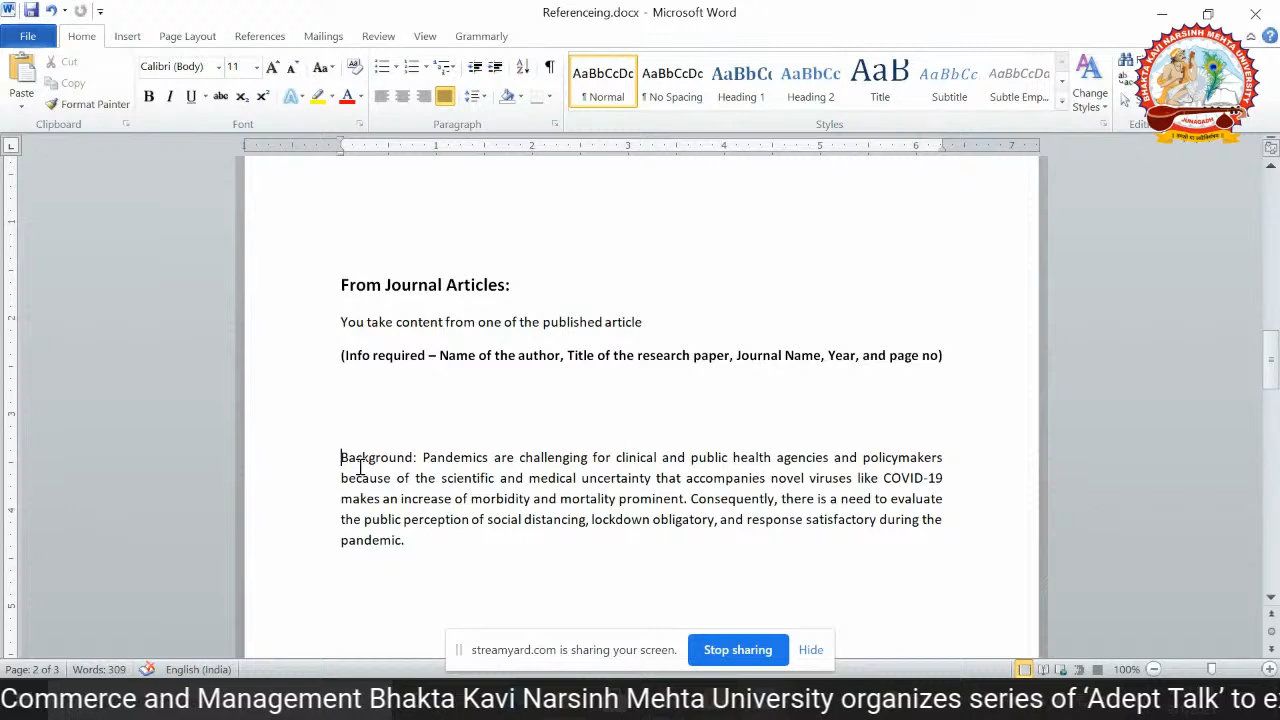 Referenceing.docx - Microsoft Word
File Home Insert Page Layout References Mailings Review View Grammarly
Cut
Copy
Format Painter
Paste
Clipboard
Calibri (Body) 11
Font
Paragraph
AaBbCcDc
¶ Normal
AaBbCcDc
¶ No Spacing
AaBbCc
Heading 1
AaBbCc
Heading 2
AaB
Title
AaBbCc.
Subtitle
AaBbCcDc
Subtle Emp...
Change
Styles
Styles
BHAKTA KAVI NARSINH MEHTA UNIVERSITY
JUNAGADH
From Journal Articles:
You take content from one of the published article
(Info required – Name of the author, Title of the research paper, Journal Name, Year, and page no)
Background: Pandemics are challenging for clinical and public health agencies and policymakers
because of the scientific and medical uncertainty that accompanies novel viruses like COVID-19
makes an increase of morbidity and mortality prominent. Consequently, there is a need to evaluate
the public perception of social distancing, lockdown obligatory, and response satisfactory during the
pandemic.
streamyard.com is sharing your screen.
Stop sharing
Hide
Page: 2 of 3 Words: 309 English (India) 100%
Commerce and Management Bhakta Kavi Narsinh Mehta University organizes series of ‘Adept Talk’ to e